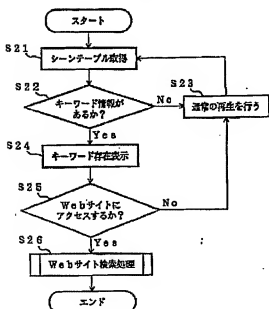 スタート
S21
シーンテーブル取得
S22
キーワード情報が
あるか?
No
S23
通常の再生を行う
Yes
S24
キーワード存在表示
S25
Webサイトに
アクセスするか?
No
Yes
S26
Webサイト検索処理
エンド